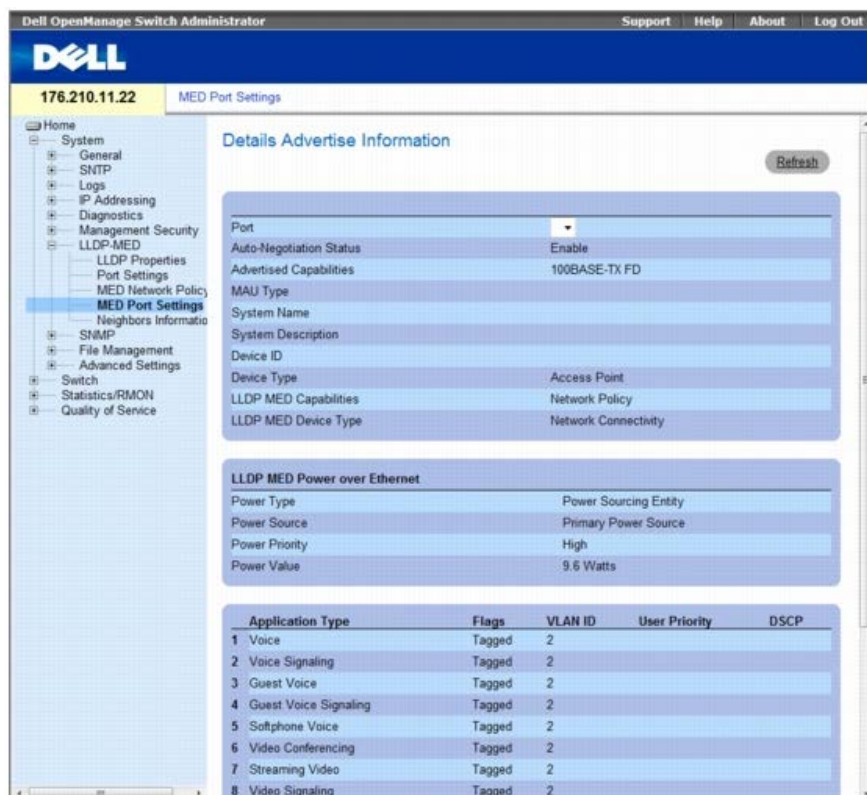 Dell OpenManage Switch Administrator Support Help About Log Out
DELL
176.210.11.22 MED Port Settings
Home
System
General
SNTP
Logs
IP Addressing
Diagnostics
Management Security
LLDP-MED
LLDP Properties
Port Settings
MED Network Policy
MED Port Settings
Neighbors Informatio
SNMP
File Management
Advanced Settings
Switch
Statistics/RMON
Quality of Service
Details Advertise Information
Refresh
Port
Auto-Negotiation Status Enable
Advertised Capabilities 100BASE-TX FD
MAU Type
System Name
System Description
Device ID
Device Type Access Point
LLDP MED Capabilities Network Policy
LLDP MED Device Type Network Connectivity
LLDP MED Power over Ethernet
Power Type Power Sourcing Entity
Power Source Primary Power Source
Power Priority High
Power Value 9.6 Watts
Application Type Flags VLAN ID User Priority DSCP
1 Voice Tagged 2
2 Voice Signaling Tagged 2
3 Guest Voice Tagged 2
4 Guest Voice Signaling Tagged 2
5 Softphone Voice Tagged 2
6 Video Conferencing Tagged 2
7 Streaming Video Tagged 2
8 Video Signaling Tagged 2